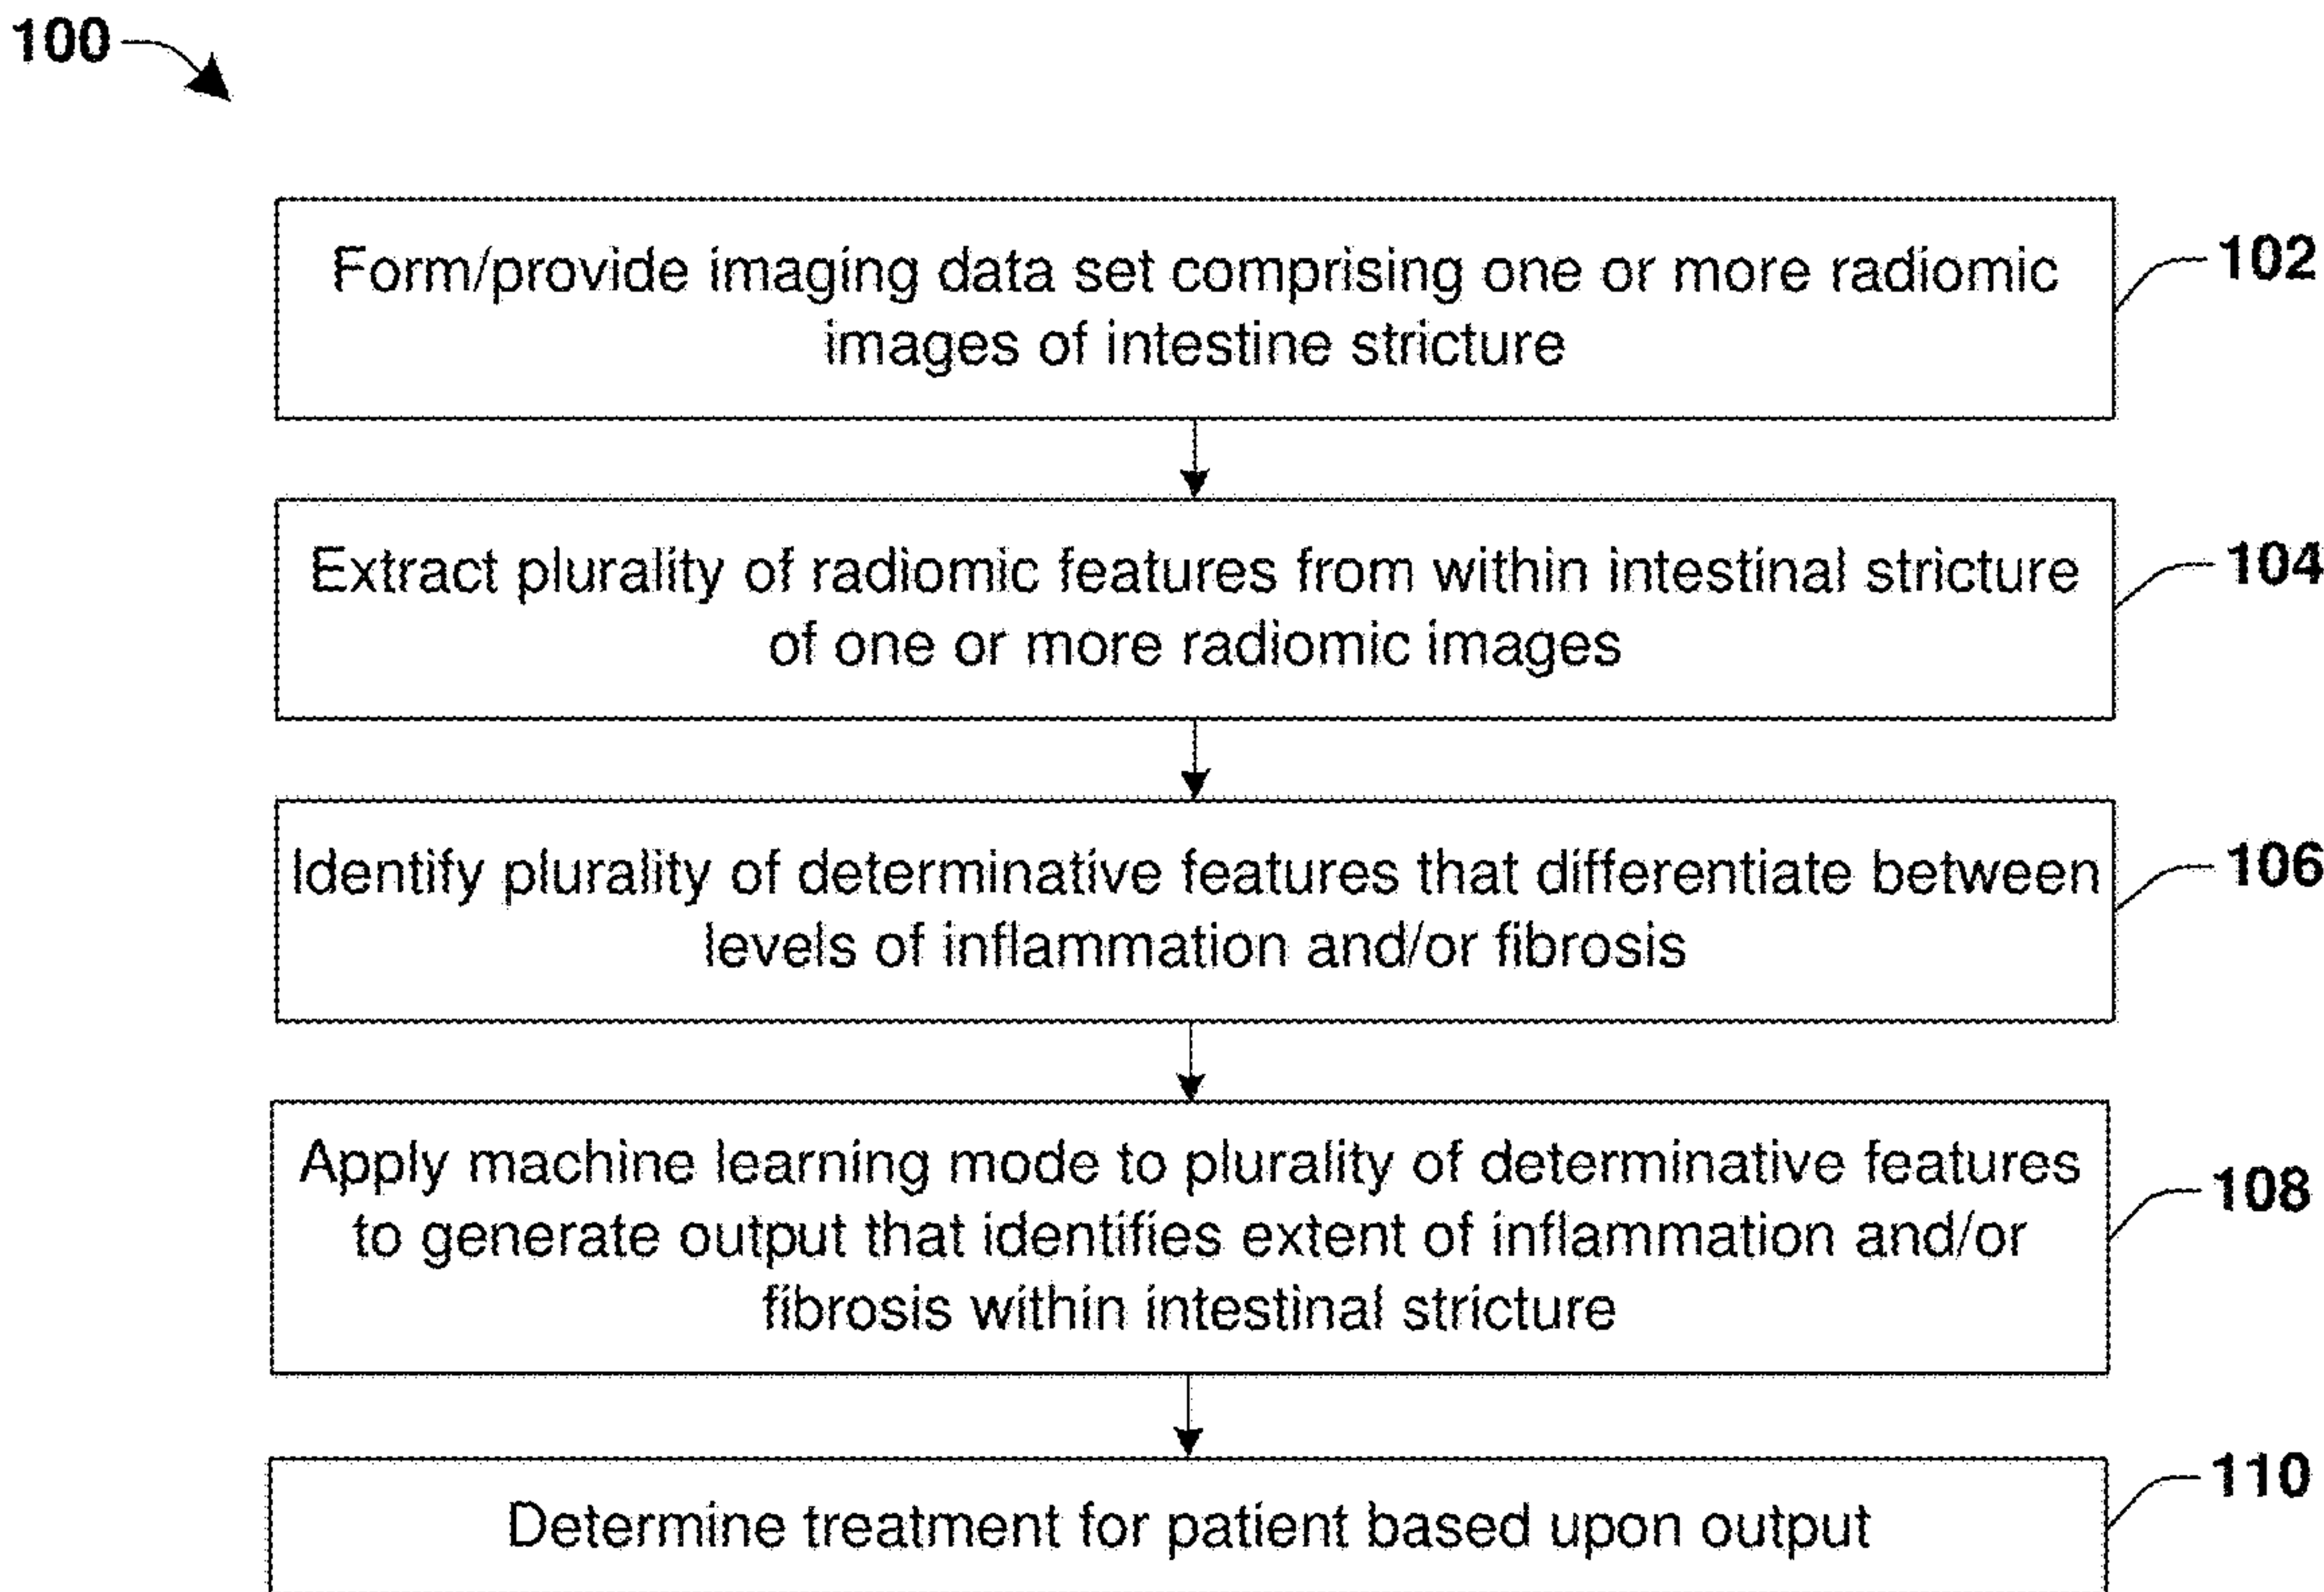 100
Form/provide imaging data set comprising one or more radiomic
images of intestine stricture
102
Extract plurality of radiomic features from within intestinal stricture
of one or more radiomic images
104
Identify plurality of determinative features that differentiate between
levels of inflammation and/or fibrosis
106
Apply machine learning mode to plurality of determinative features
to generate output that identifies extent of inflammation and/or
fibrosis within intestinal stricture
108
Determine treatment for patient based upon output
110